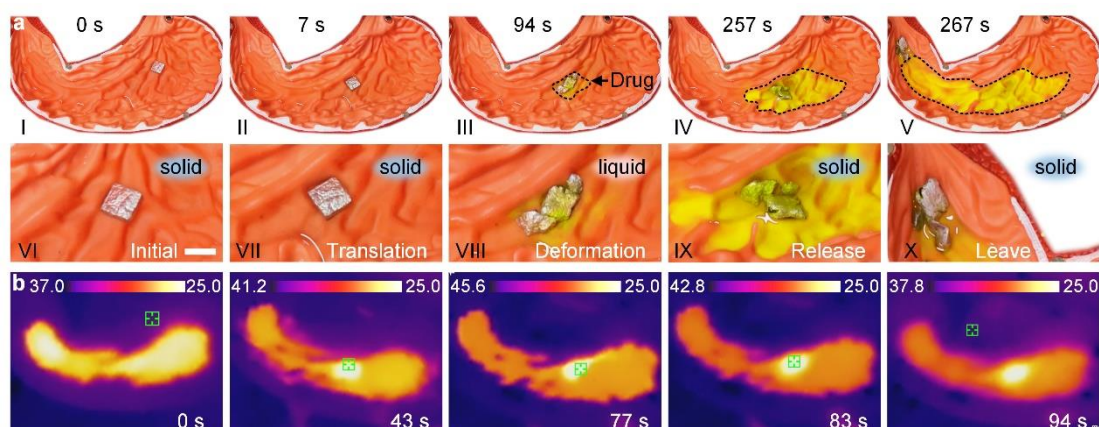 a
0 s
7 s
94 s
257 s
267 s
Drug
I
II
III
IV
V
solid
solid
liquid
solid
solid
VI
Initial
VII
Translation
VIII
Deformation
IX
Release
X
Leave
b
37.0
25.0
41.2
25.0
45.6
25.0
42.8
25.0
37.8
25.0
0 s
43 s
77 s
83 s
94 s